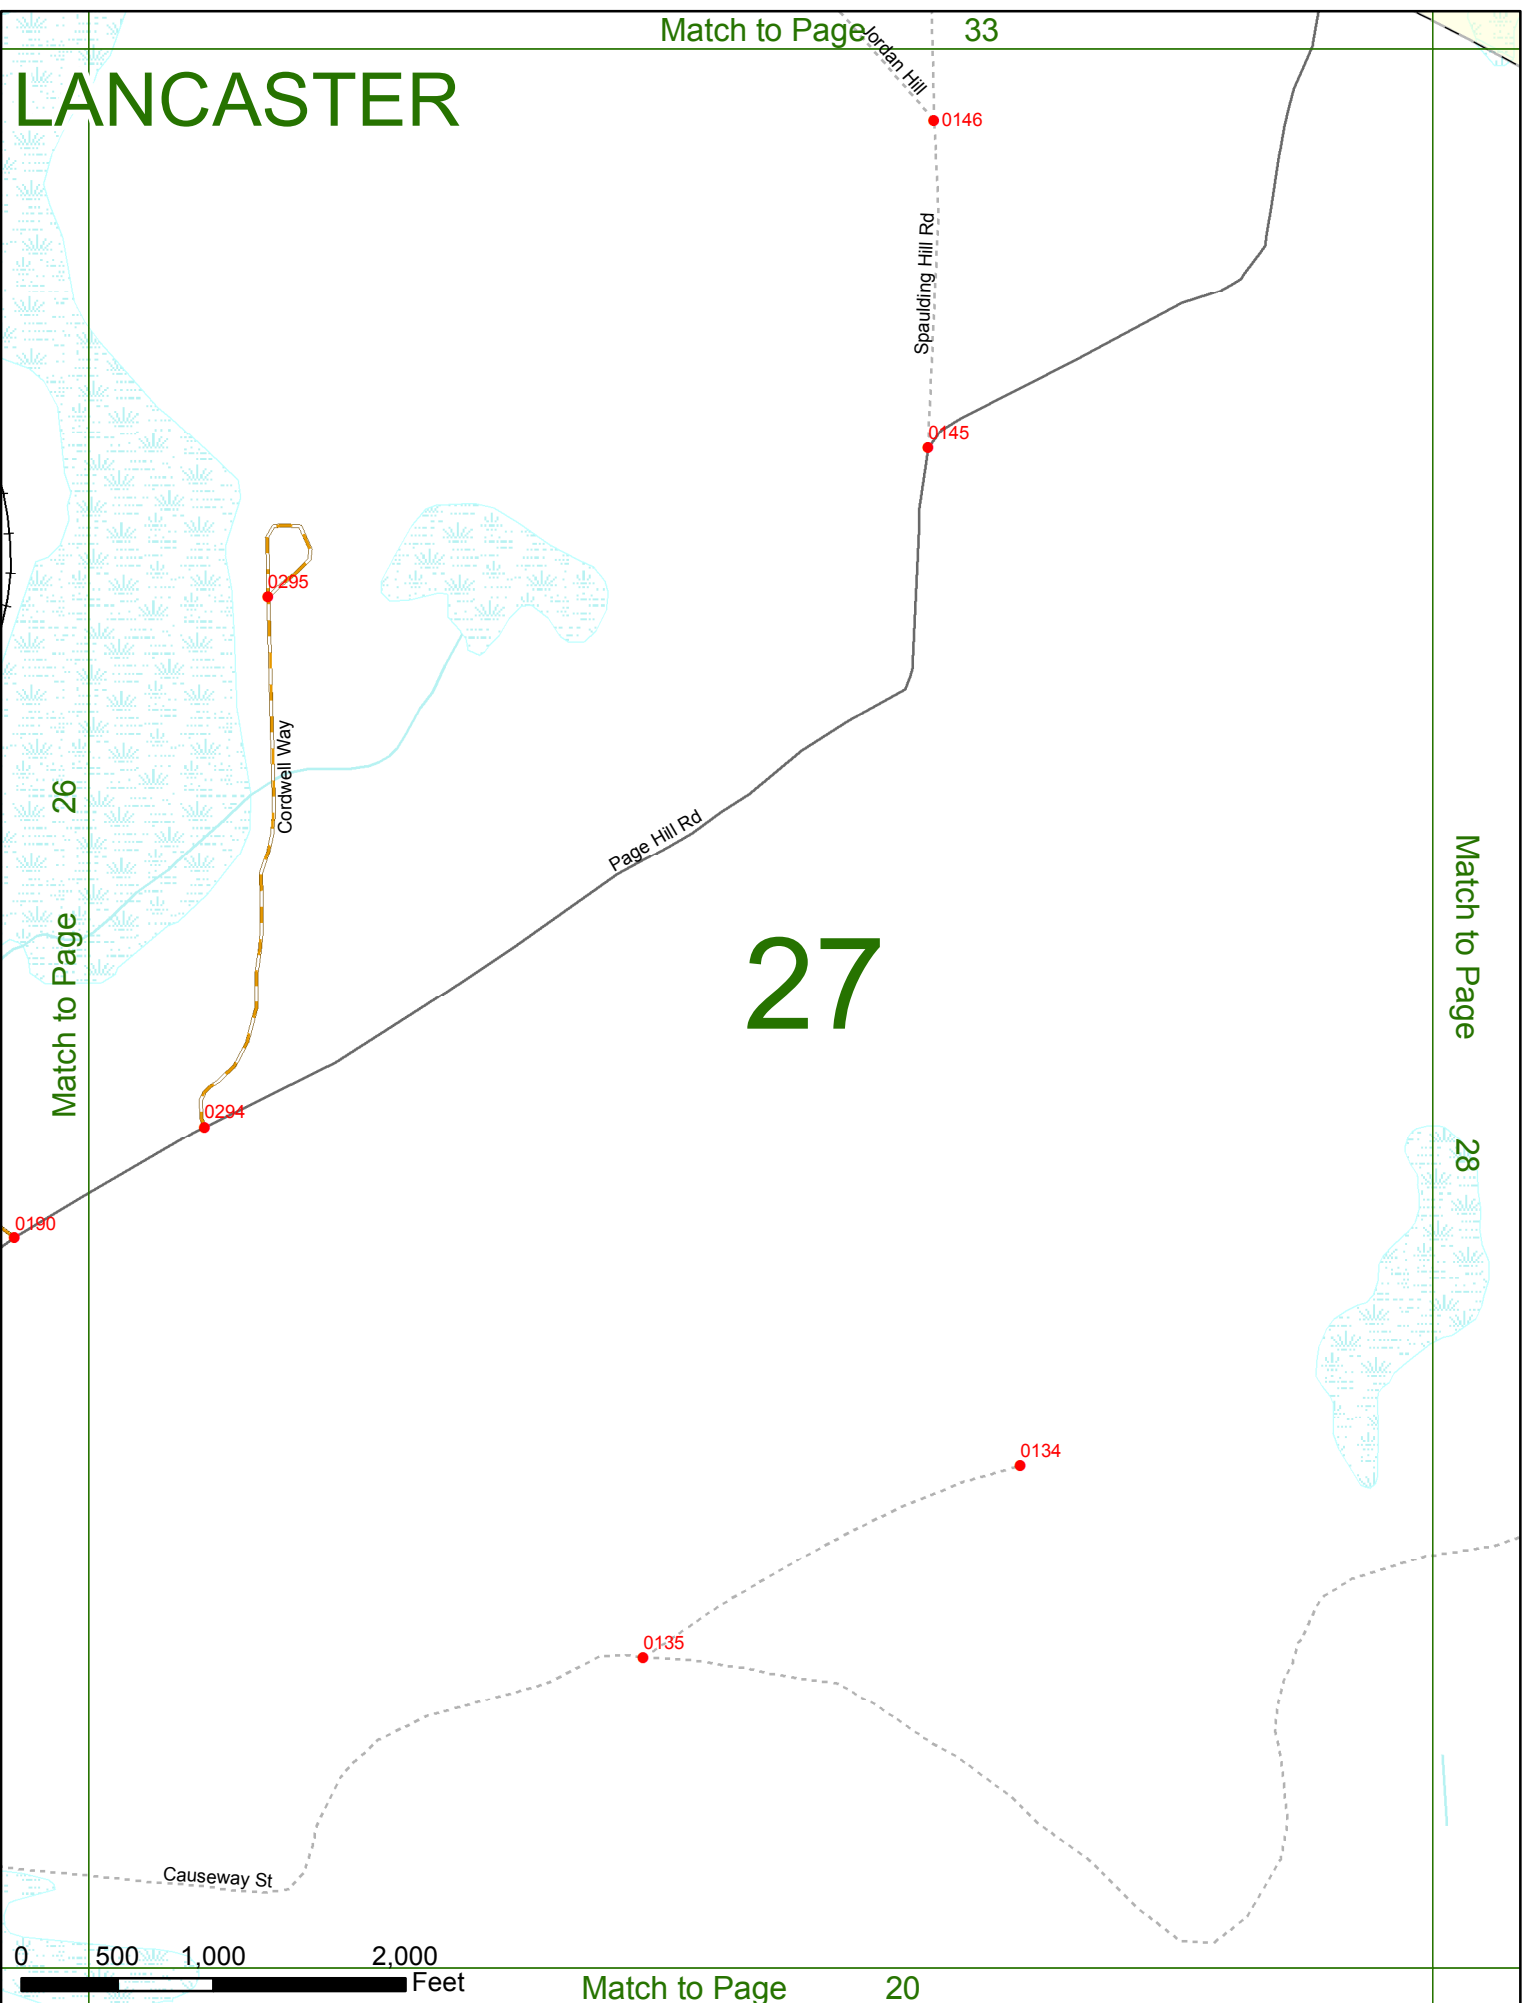 Match to Page 33
LANCASTER
Jordan Hill
0146
Spaulding Hill Rd
0145
0295
Cordwell Way
Match to Page 26
Page Hill Rd
27
Match to Page 28
0294
0190
0134
0135
Causeway St
0 500 1,000 2,000
Feet
Match to Page 20